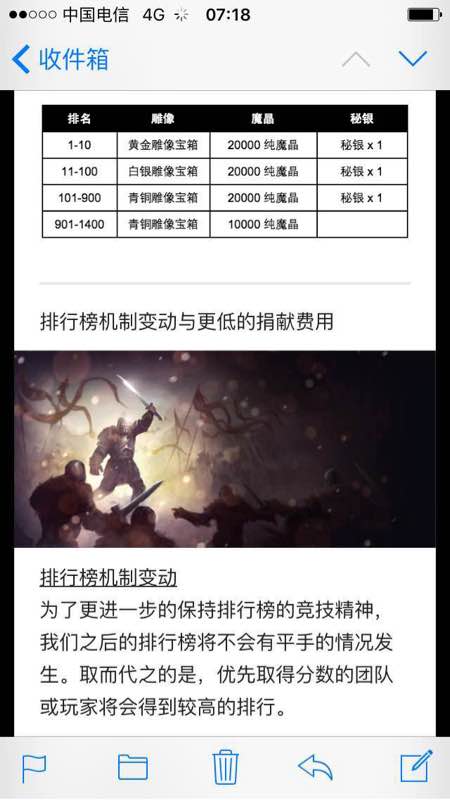 中国电信 4G 07:18
收件箱
排名 雕像 魔晶 秘银
1-10 黄金雕像宝箱 20000 纯魔晶 秘银 x 1
11-100 白银雕像宝箱 20000 纯魔晶 秘银 x 1
101-900 青铜雕像宝箱 20000 纯魔晶 秘银 x 1
901-1400 青铜雕像宝箱 10000 纯魔晶
排行榜机制变动与更低的捐献费用
排行榜机制变动
为了更进一步的保持排行榜的竞技精神，
我们之后的排行榜将不会有平手的情况发
生。取而代之的是，优先取得分数的团队
或玩家将会得到较高的排行。